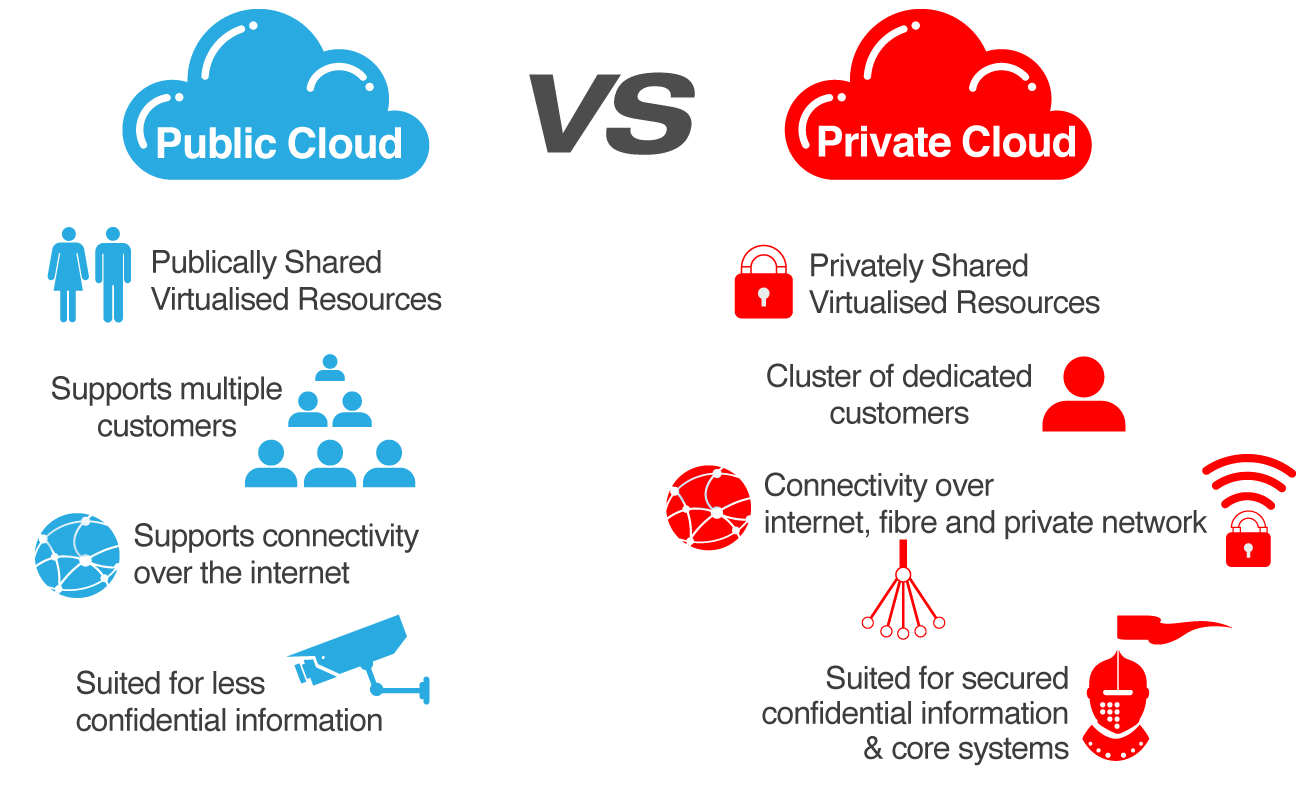 Public Cloud
VS
Private Cloud
Publically Shared
Virtualised Resources
Supports multiple
customers
Supports connectivity
over the internet
Suited for less
confidential information
Privately Shared
Virtualised Resources
Cluster of dedicated
customers
Connectivity over
internet, fibre and private network
Suited for secured
confidential information
& core systems